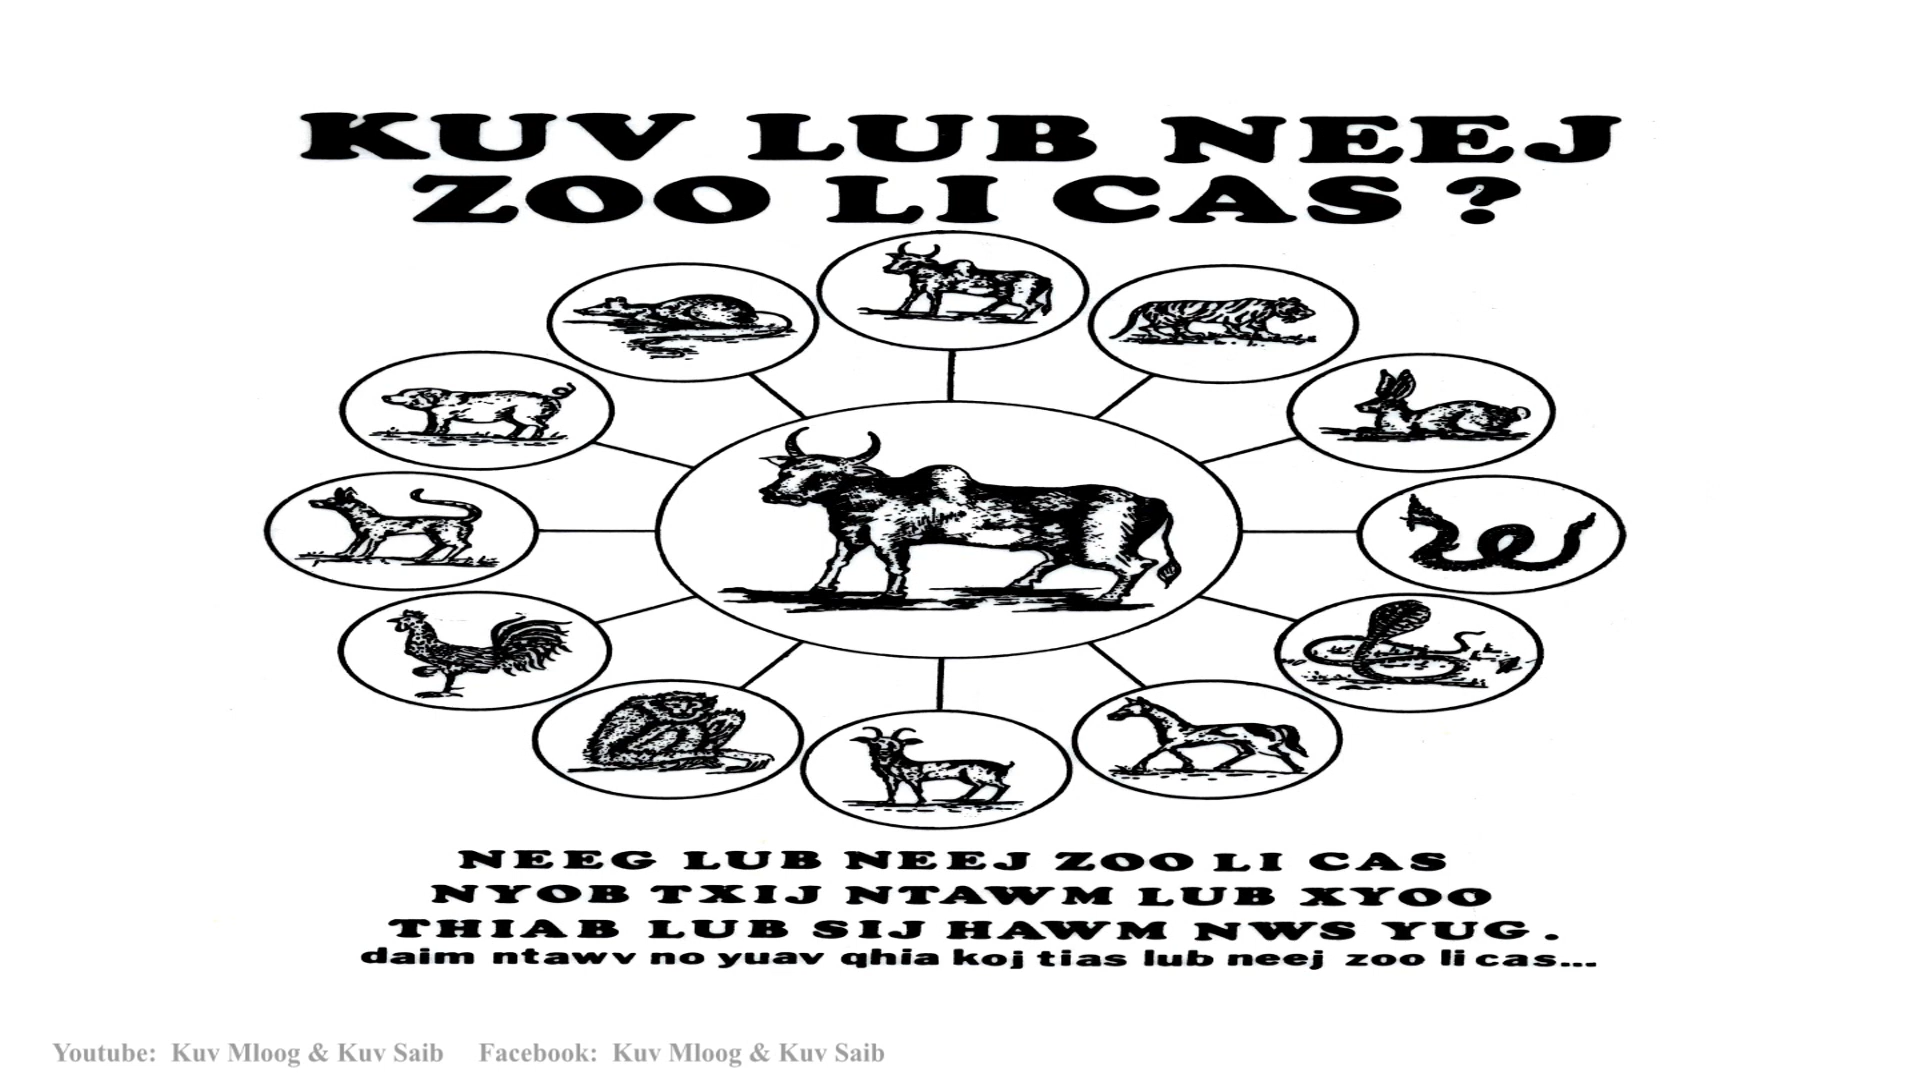 KUV LUB NEEJ
ZOO LI CAS ?
NEEG LUB NEEJ ZOO LI CAS
NYOB TXIJ NTAWM LUB XYOO
THIAB LUB SIJ HAWM NWS YUG .
daim ntawv no yuav qhia koj tias lub neej zoo li cas...
Youtube: Kuv Mloog & Kuv Saib Facebook: Kuv Mloog & Kuv Saib